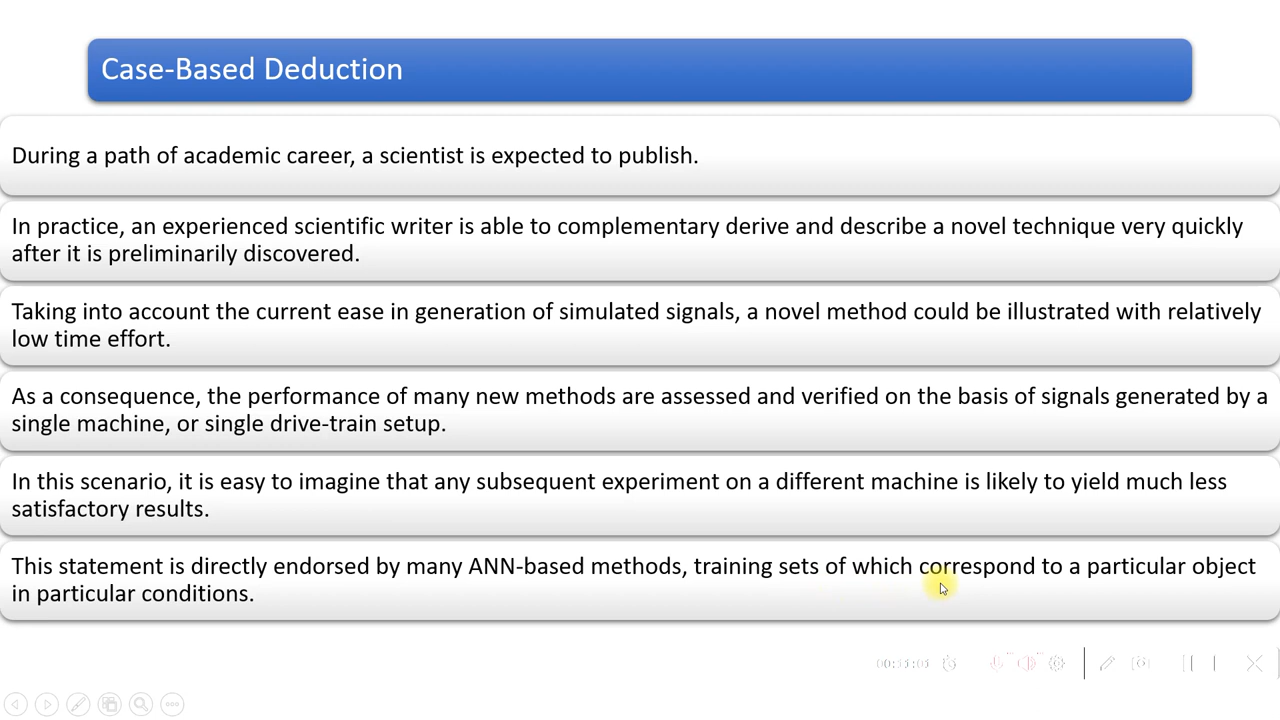 Case-Based Deduction
During a path of academic career, a scientist is expected to publish.
In practice, an experienced scientific writer is able to complementary derive and describe a novel technique very quickly
after it is preliminarily discovered.
Taking into account the current ease in generation of simulated signals, a novel method could be illustrated with relatively
low time effort.
As a consequence, the performance of many new methods are assessed and verified on the basis of signals generated by a
single machine, or single drive-train setup.
In this scenario, it is easy to imagine that any subsequent experiment on a different machine is likely to yield much less
satisfactory results.
This statement is directly endorsed by many ANN-based methods, training sets of which correspond to a particular object
in particular conditions.